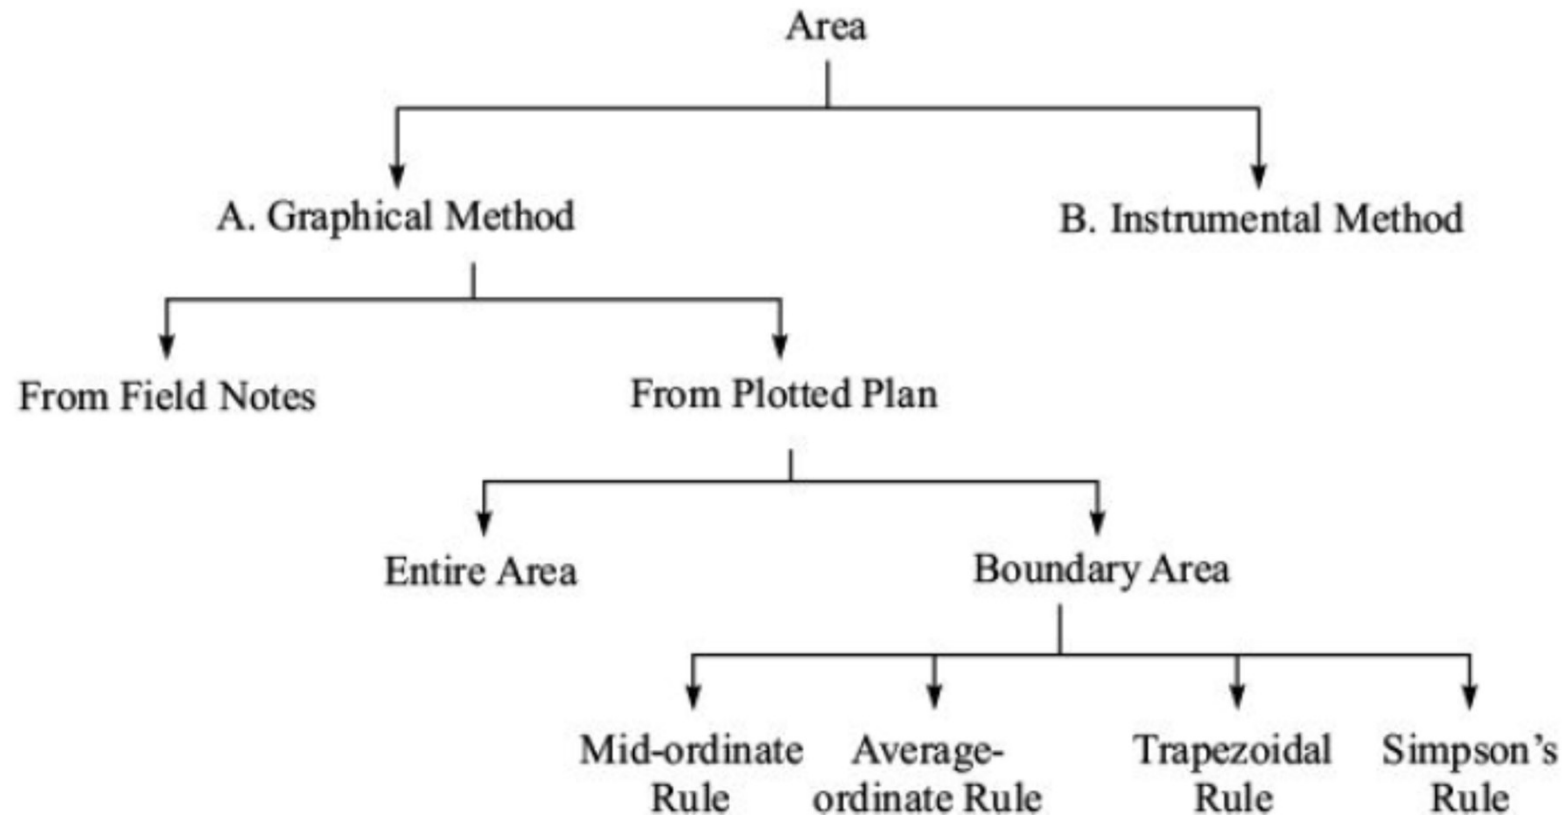 Area
A. Graphical Method
B. Instrumental Method
From Field Notes
From Plotted Plan
Entire Area
Boundary Area
Mid-ordinate
Rule
Average-
ordinate Rule
Trapezoidal
Rule
Simpson’s
Rule